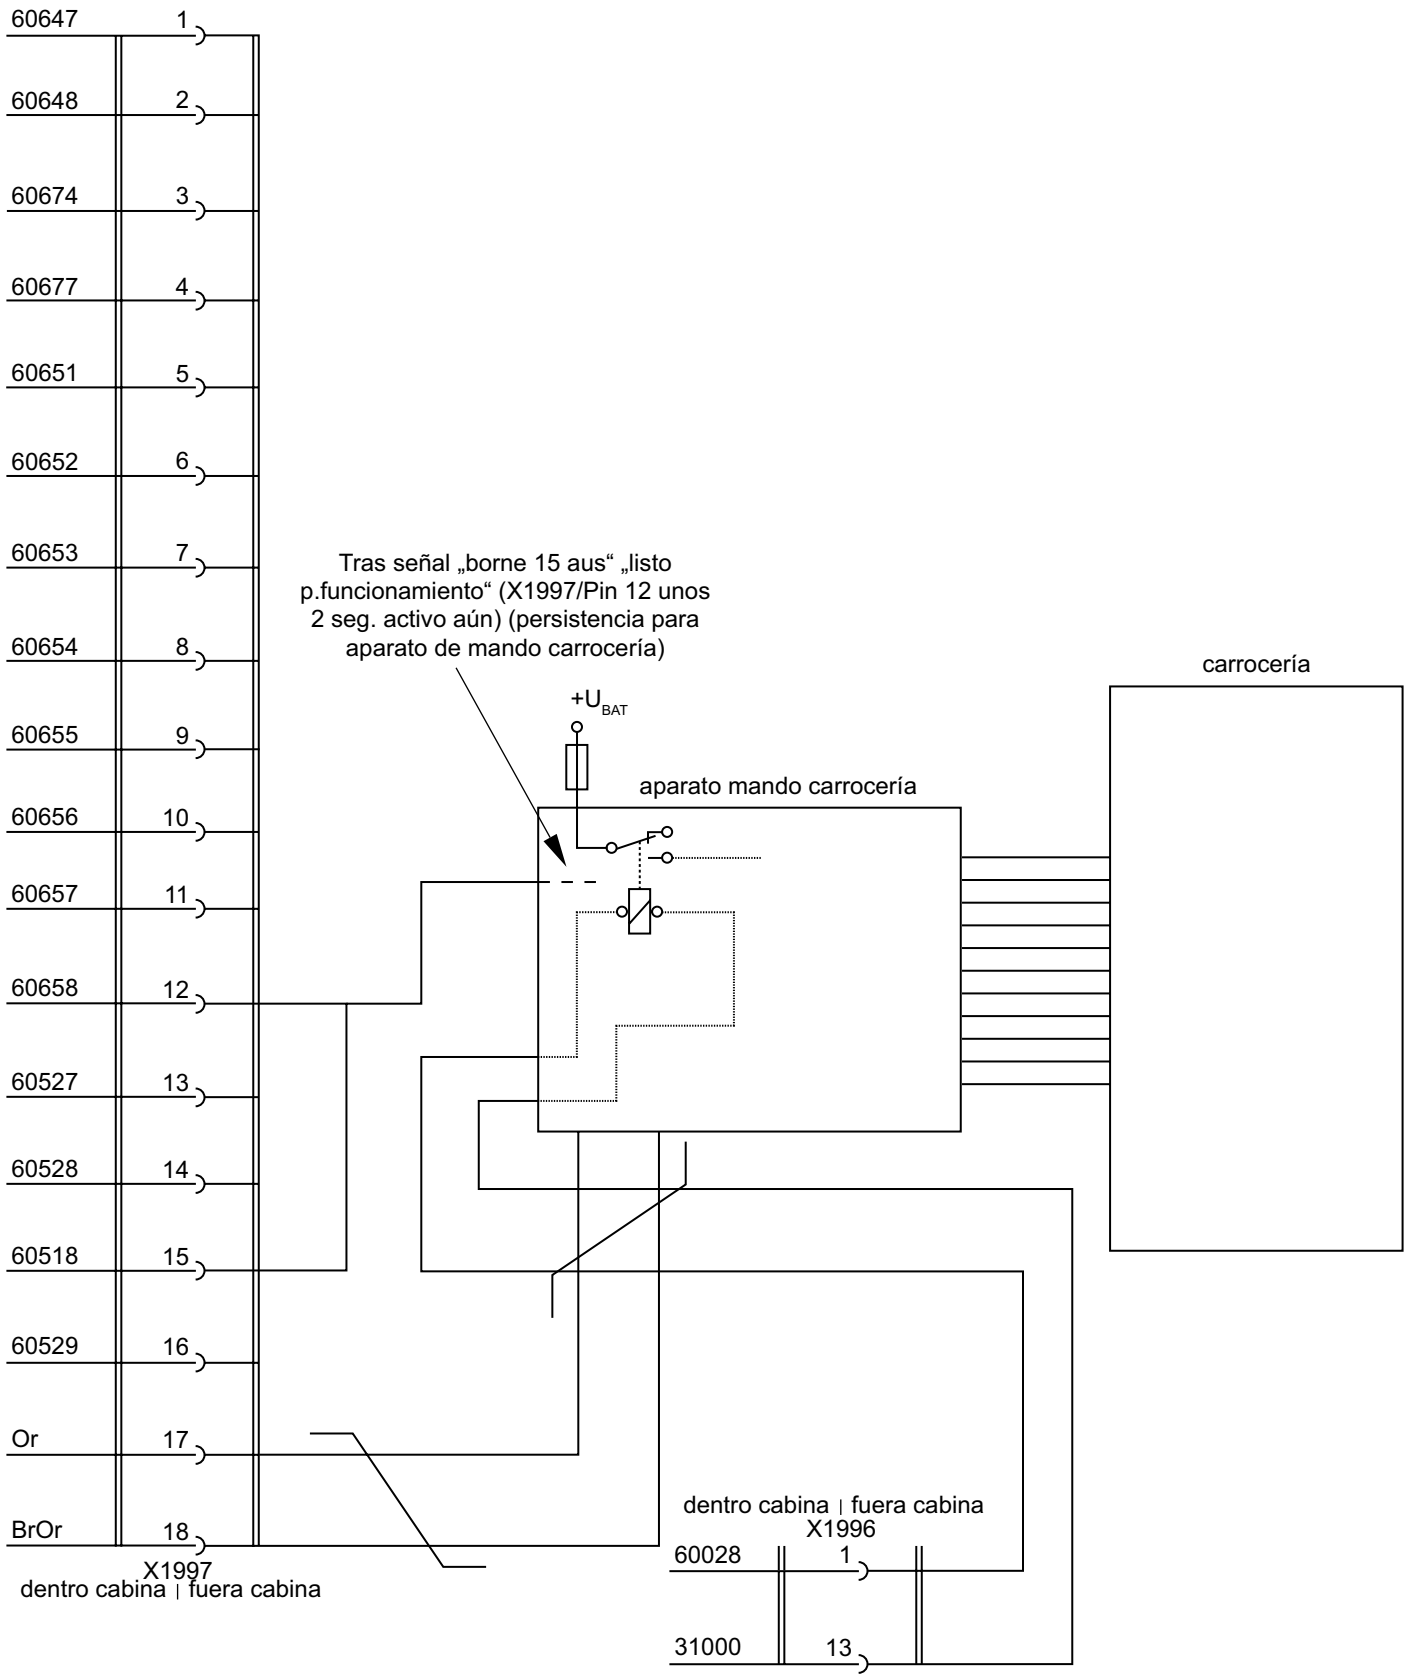 60647 1
60648 2
60674 3
60677 4
60651 5
60652 6
60653 7
60654 8
60655 9
60656 10
60657 11
60658 12
60527 13
60528 14
60518 15
60529 16
Or 17
BrOr 18
X1997
dentro cabina | fuera cabina
Tras señal „borne 15 aus“ „listo
p.funcionamiento“ (X1997/Pin 12 unos
2 seg. activo aún) (persistencia para
aparato de mando carrocería)
+U_BAT
aparato mando carrocería
carrocería
dentro cabina | fuera cabina
X1996
60028 1
31000 13